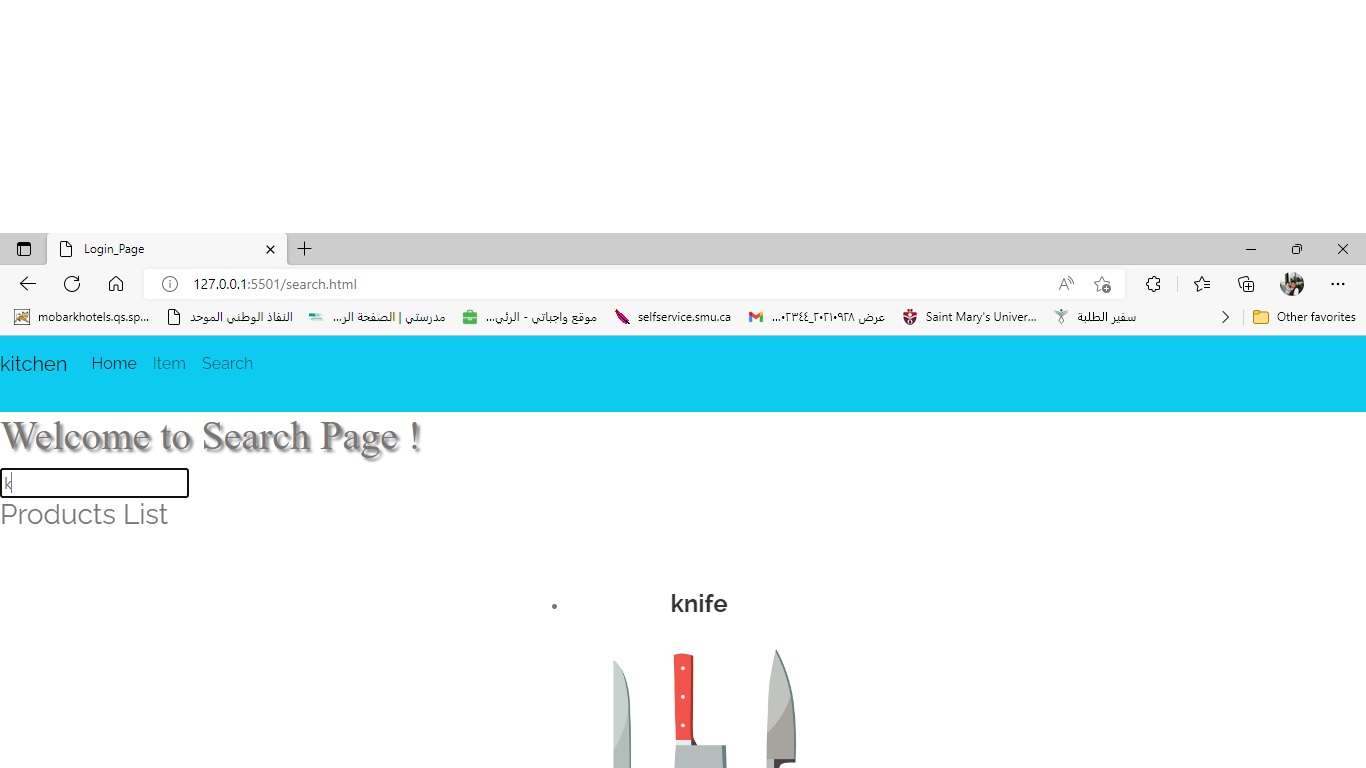 Login_Page
127.0.0.1:5501/search.html
mobarkhotels.qs.sp...
النفاذ الوطني الموحد
مدرستي | الصفحة الر...
موقع واجباتي - الرئي...
selfservice.smu.ca
عرض ٢٠٢١٠٩٢٨_٢٣٤٤...
Saint Mary's Univer...
سفير الطلبة
Other favorites
kitchen Home Item Search
Welcome to Search Page !
k
Products List
knife